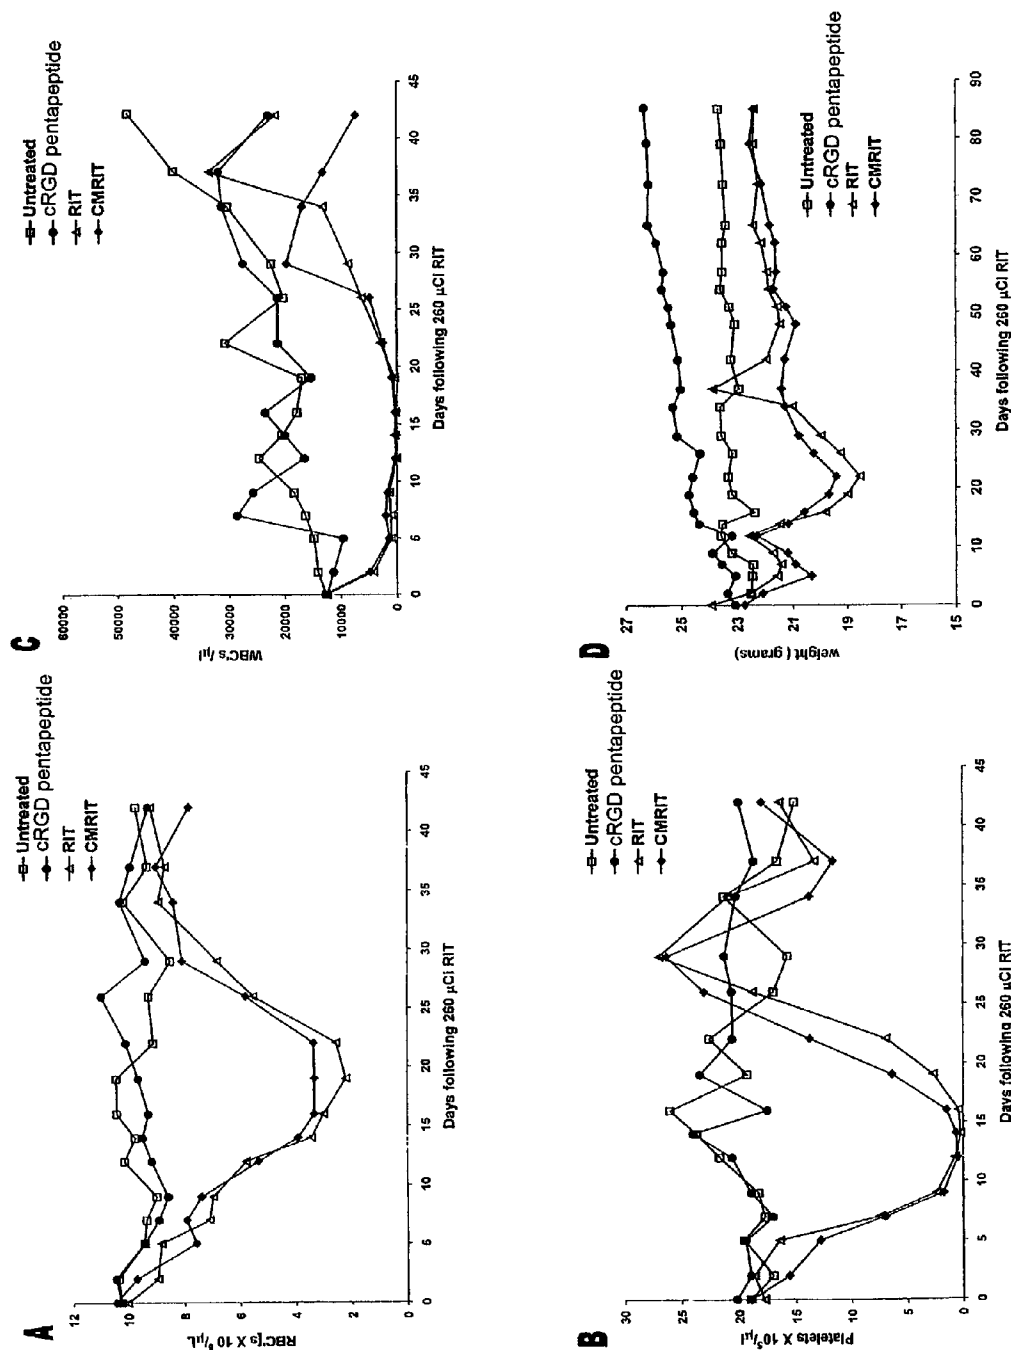 A
12
10
8
6
4
2
0
RBC'[s X 10⁶/µL
0
5
10
15
20
25
30
35
40
45
Days following 260 µCi RIT
Untreated
cRGD pentapeptide
RIT
CMRIT
B
30
25
20
15
10
5
0
Platelets X 10⁵/µl
0
5
10
15
20
25
30
36
40
45
Days following 260 µCi RIT
Untreated
cRGD pentapeptide
RIT
CMRIT
C
60000
50000
40000
30000
20000
10000
0
WBC's /µl
0
6
10
15
20
25
30
35
40
45
Days following 260 µCi RIT
Untreated
cRGD pentapeptide
RIT
CMRIT
D
27
25
23
21
19
17
15
weight ( grams)
0
10
20
30
40
50
60
70
80
90
Days following 260 µCi RIT
Untreated
cRGD pentapeptide
RIT
CMRIT